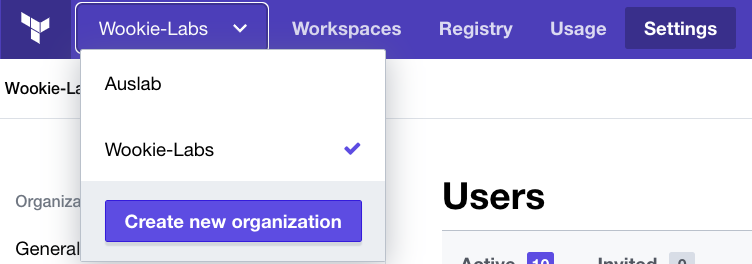 Wookie-Labs Workspaces Registry Usage Settings
Auslab
Wookie-La
Wookie-Labs
Users
Organiza
Create new organization
General
Active 10 Invited 0